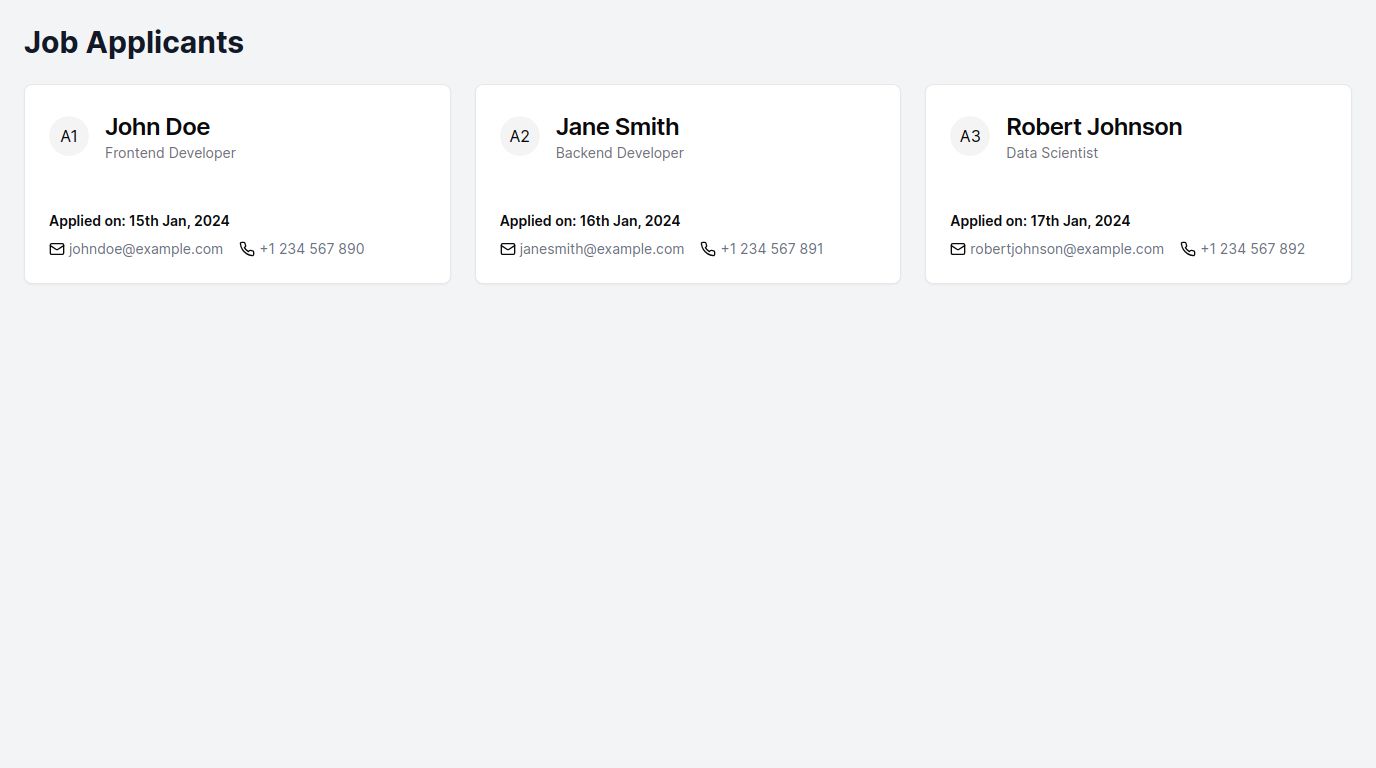 Job Applicants
A1
John Doe
Frontend Developer
Applied on: 15th Jan, 2024
johndoe@example.com +1 234 567 890
A2
Jane Smith
Backend Developer
Applied on: 16th Jan, 2024
janesmith@example.com +1 234 567 891
A3
Robert Johnson
Data Scientist
Applied on: 17th Jan, 2024
robertjohnson@example.com +1 234 567 892